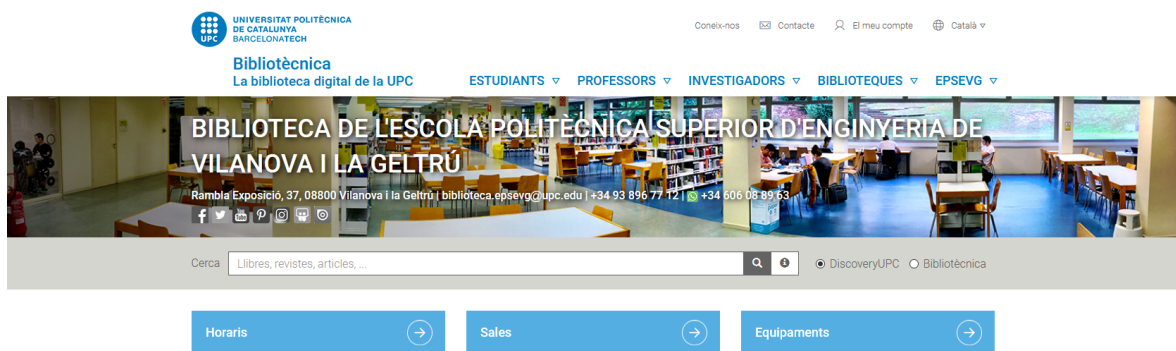 UNIVERSITAT POLITÈCNICA
DE CATALUNYA
BARCELONATECH
UPC
Coneix-nos Contacte El meu compte Català
Bibliotècnica
La biblioteca digital de la UPC
ESTUDIANTS PROFESSORS INVESTIGADORS BIBLIOTEQUES EPSEVG
BIBLIOTECA DE L'ESCOLA POLITÈCNICA SUPERIOR D'ENGINYERIA DE
VILANOVA I LA GELTRÚ
Rambla Exposició, 37, 08800 Vilanova i la Geltrú | biblioteca.epsevg@upc.edu | +34 93 896 77 12 | +34 606 08 89 63
Cerca Llibres, revistes, articles, ... DiscoveryUPC Bibliotècnica
Horaris Sales Equipaments